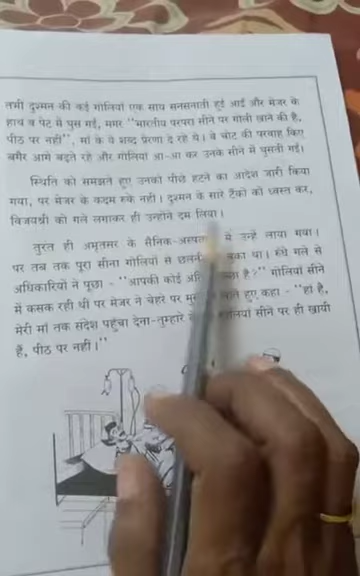 तभी दुश्मन की कई गोलियां एक साथ सनसनाती हुई आईं और मेजर के
हाथ व पेट में घुस गईं, मगर "भारतीय परंपरा सीने पर गोली खाने की है,
पीठ पर नहीं", मां के ये शब्द प्रेरणा दे रहे थे। वे चोट की परवाह किए
बगैर आगे बढ़ते रहे और गोलियां आ-आ कर उनके सीने में घुसती गईं।
स्थिति को समझते हुए उनको पीछे हटने का आदेश जारी किया
गया, पर मेजर के कदम रुके नहीं। दुश्मन के सारे टैंकों को ध्वस्त कर,
विजयश्री को गले लगाकर ही उन्होंने दम लिया।
तुरत ही अमृतसर के सैनिक-अस्पताल में उन्हें लाया गया।
पर तब तक पूरा सीना गोलियों से छलनी था। रुंधे गले से
अधिकारियों ने पूछा - "आपकी कोई है?" गोलियां सीने
में कसक रही थीं पर मेजर ने चेहरे पर हुए कहा - "हां है,
मेरी मां तक संदेश पहुंचा देना-तुम्हारे सीने पर ही खायी
हैं, पीठ पर नहीं।"